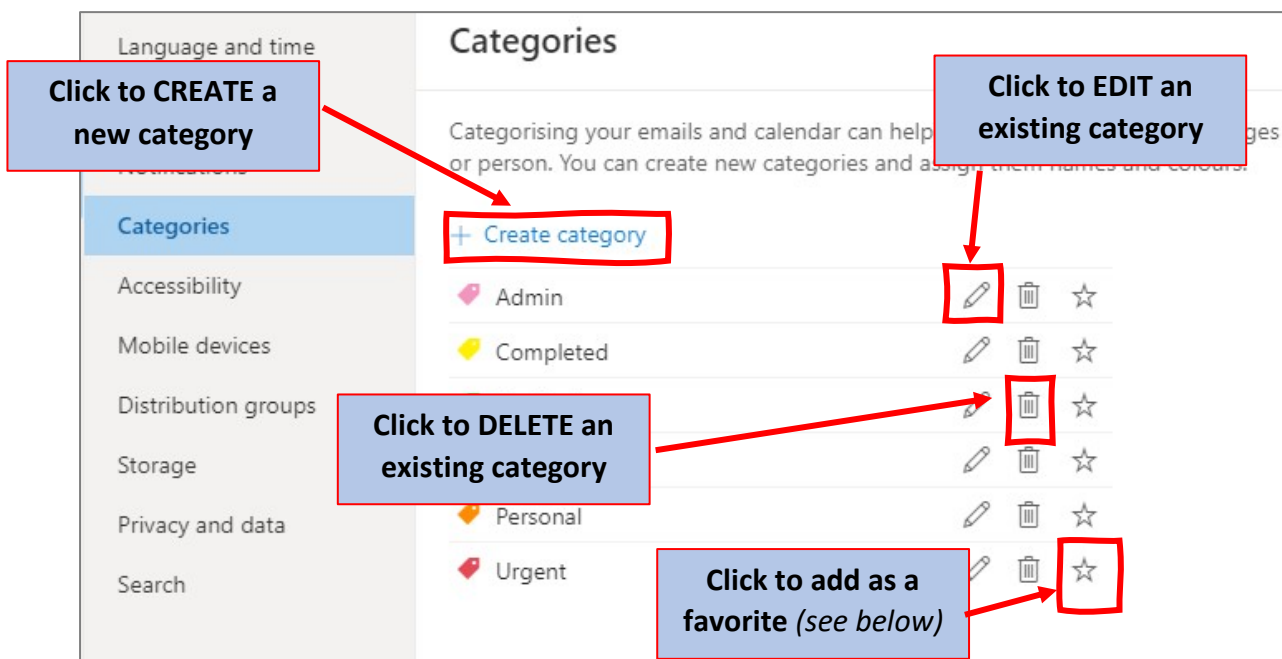 Language and time
Categories
Click to CREATE a
new category
Click to EDIT an
existing category
Categorising your emails and calendar can help ges
or person. You can create new categories and assign them names and colours.
Notifications
Categories
+ Create category
Accessibility
Admin
Mobile devices
Completed
Distribution groups
Click to DELETE an
existing category
Storage
Privacy and data
Personal
Search
Urgent
Click to add as a
favorite (see below)